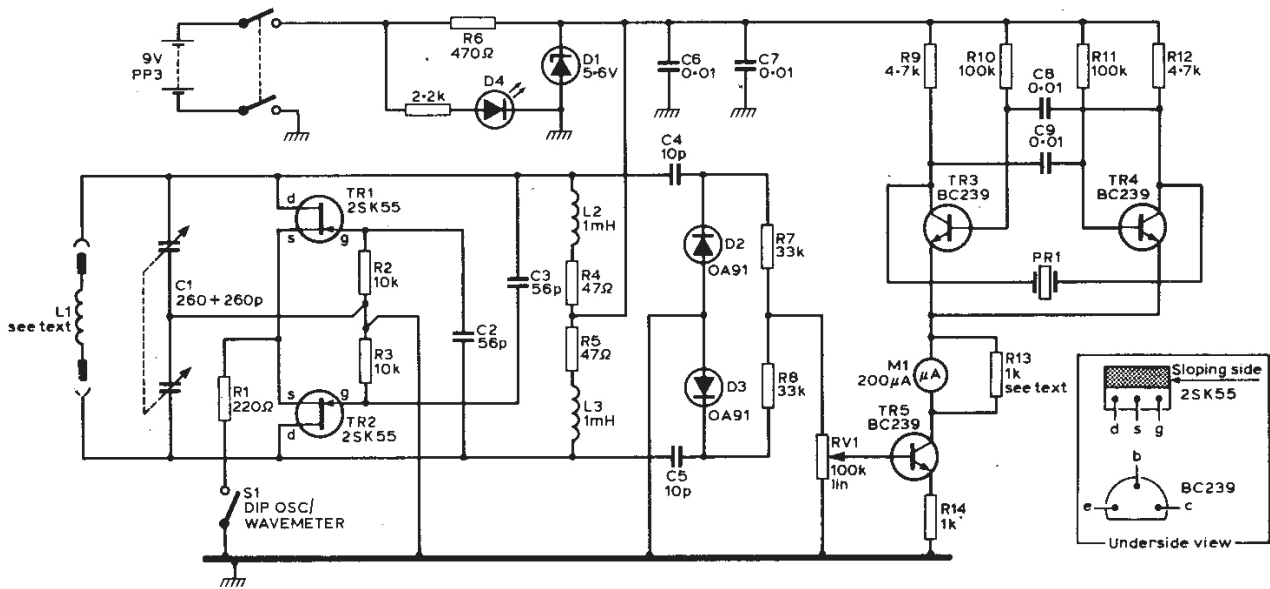 9V
PP3
R6
470Ω
D1
5·6V
D4
2·2k
C6
0·01
C7
0·01
R9
4·7k
R10
100k
R11
100k
R12
4·7k
C8
0·01
C9
0·01
TR3
BC239
TR4
BC239
PR1
C4
10p
d
TR1
2SK55
s
g
R2
10k
C1
260+260p
L1
see text
R3
10k
C3
56p
C2
56p
L2
1mH
R4
47Ω
R5
47Ω
L3
1mH
D2
OA91
D3
OA91
R7
33k
R8
33k
R1
220Ω
s
g
TR2
2SK55
d
C5
10p
RV1
100k
lin
M1
200μA
μA
R13
1k
see text
TR5
BC239
R14
1k
S1
DIP OSC/
WAVEMETER
Sloping side
2SK55
d s g
b
BC239
e
c
Underside view